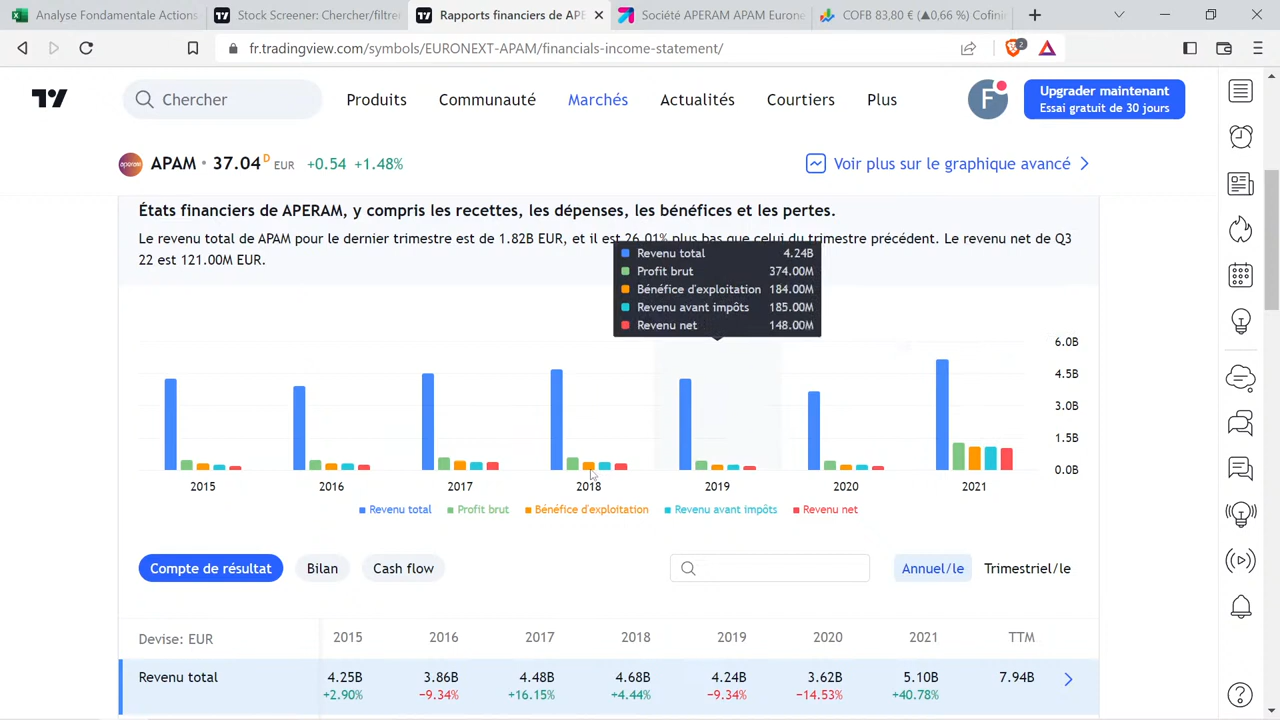 Analyse Fondamentale Actions
Stock Screener: Chercher/filtrer
Rapports financiers de APE
Société APERAM APAM Eurone
COFB 83,80 € (▲0,66 %) Cofini
fr.tradingview.com/symbols/EURONEXT-APAM/financials-income-statement/
2
Chercher
Produits
Communauté
Marchés
Actualités
Courtiers
Plus
F
Upgrader maintenant
Essai gratuit de 30 jours
aperam
APAM • 37.04 D EUR +0.54 +1.48%
Voir plus sur le graphique avancé
États financiers de APERAM, y compris les recettes, les dépenses, les bénéfices et les pertes.
Le revenu total de APAM pour le dernier trimestre est de 1.82B EUR, et il est 26.01% plus bas que celui du trimestre précédent. Le revenu net de Q3
22 est 121.00M EUR.
Revenu total 4.24B
Profit brut 374.00M
Bénéfice d'exploitation 184.00M
Revenu avant impôts 185.00M
Revenu net 148.00M
6.0B
4.5B
3.0B
1.5B
0.0B
2015 2016 2017 2018 2019 2020 2021
Revenu total Profit brut Bénéfice d'exploitation Revenu avant impôts Revenu net
Compte de résultat Bilan Cash flow
Annuel/le Trimestriel/le
Devise: EUR 2015 2016 2017 2018 2019 2020 2021 TTM
Revenu total 4.25B 3.86B 4.48B 4.68B 4.24B 3.62B 5.10B 7.94B
+2.90% −9.34% +16.15% +4.44% −9.34% −14.53% +40.78%